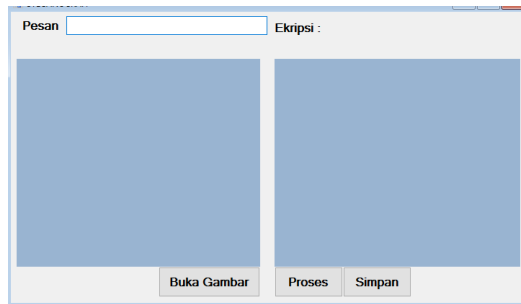 Pesan
Ekripsi :
Buka Gambar
Proses
Simpan